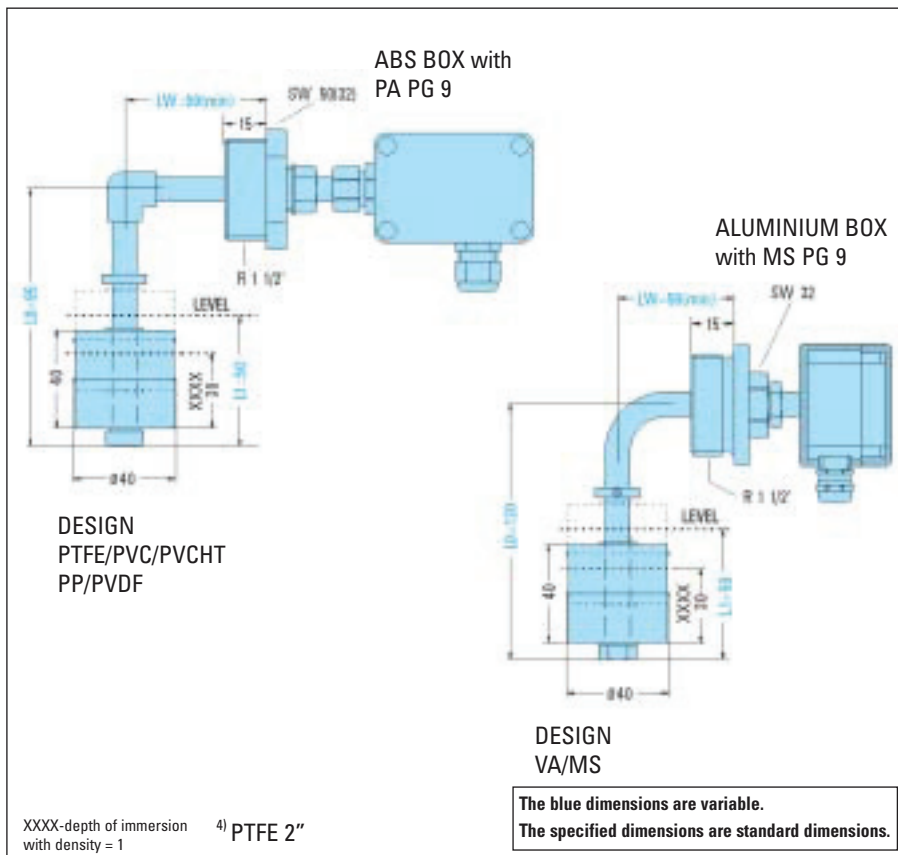 ABS BOX with
PA PG 9
15
R 1 1/2"
LEVEL
40
XXXX
30
ø40
DESIGN
PTFE/PVC/PVCHT
PP/PVDF
ALUMINIUM BOX
with MS PG 9
SW 32
15
R 1 1/2"
LEVEL
L0=120
40
XXXX
30
ø40
DESIGN
VA/MS
XXXX-depth of immersion
with density = 1
4) PTFE 2”
The blue dimensions are variable.
The specified dimensions are standard dimensions.